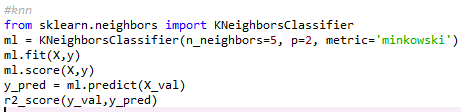 #knn
from sklearn.neighbors import KNeighborsClassifier
ml = KNeighborsClassifier(n_neighbors=5, p=2, metric='minkowski')
ml.fit(X,y)
ml.score(X,y)
y_pred = ml.predict(X_val)
r2_score(y_val,y_pred)